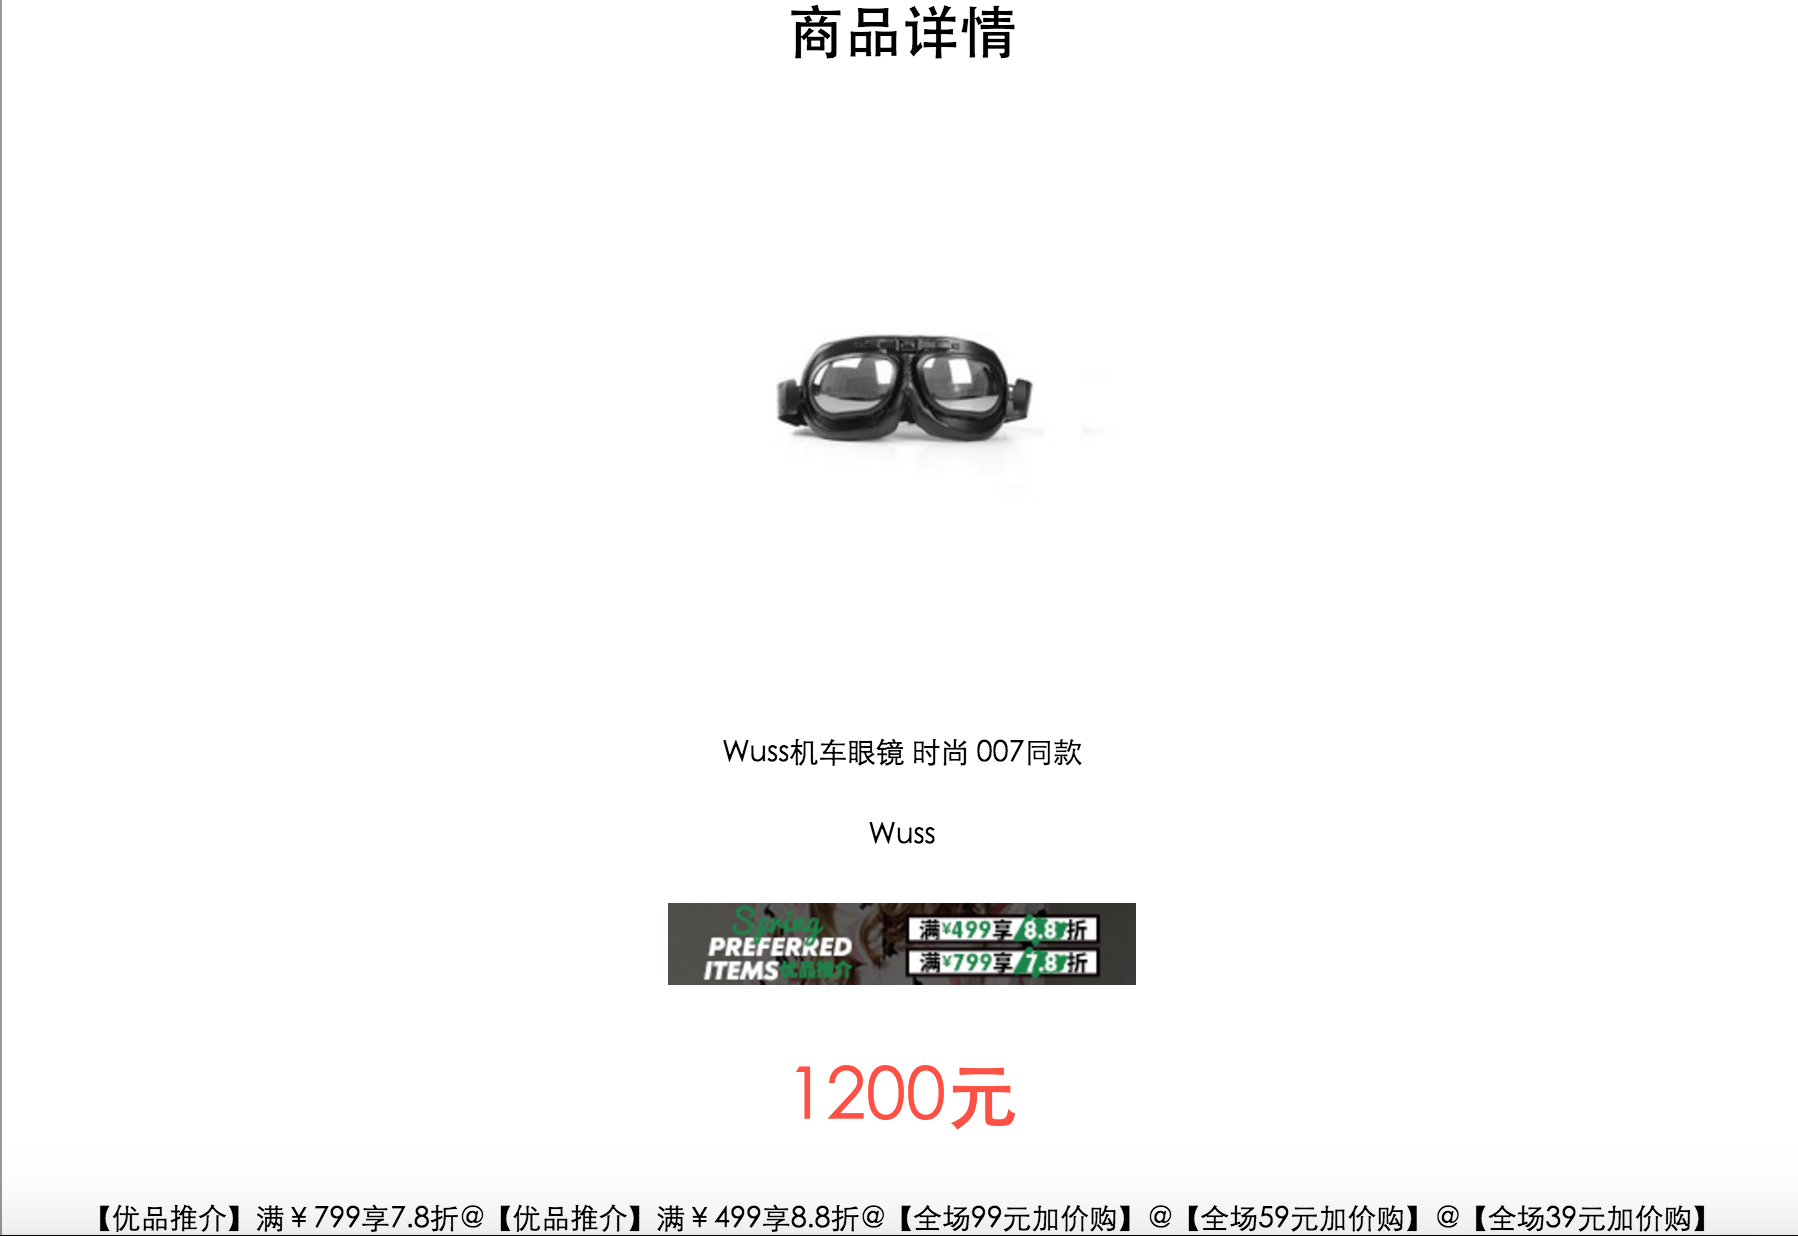 商品详情
Wuss机车眼镜 时尚 007同款
Wuss
Spring
PREFERRED
ITEMS优品推介
满¥499享8.8折
满¥799享7.8折
1200元
【优品推介】满￥799享7.8折@【优品推介】满￥499享8.8折@【全场99元加价购】@【全场59元加价购】@【全场39元加价购】